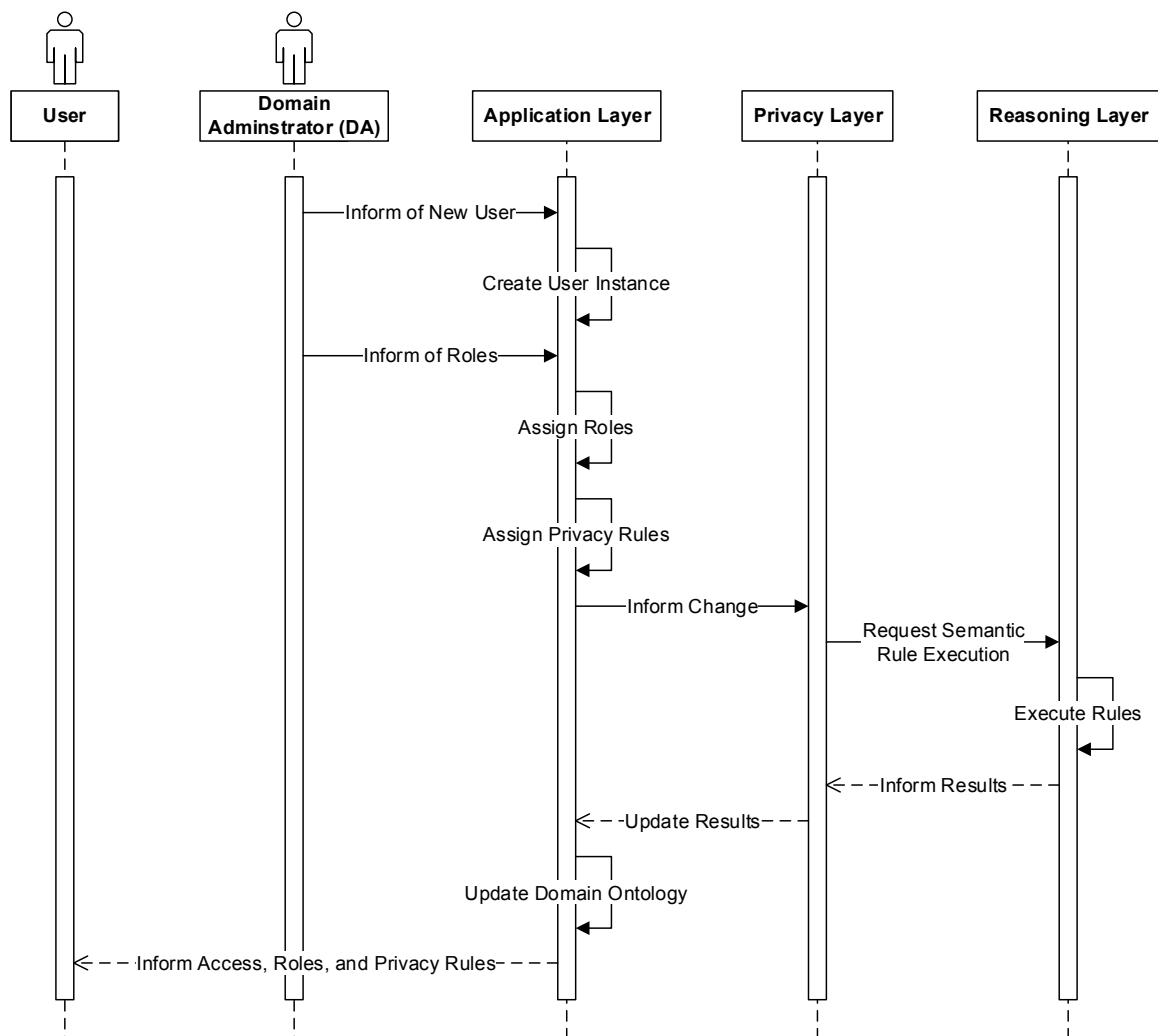 User
Domain
Adminstrator (DA)
Application Layer
Privacy Layer
Reasoning Layer
Inform of New User
Create User Instance
Inform of Roles
Assign Roles
Assign Privacy Rules
Inform Change
Request Semantic
Rule Execution
Execute Rules
Inform Results
Update Results
Update Domain Ontology
Inform Access, Roles, and Privacy Rules